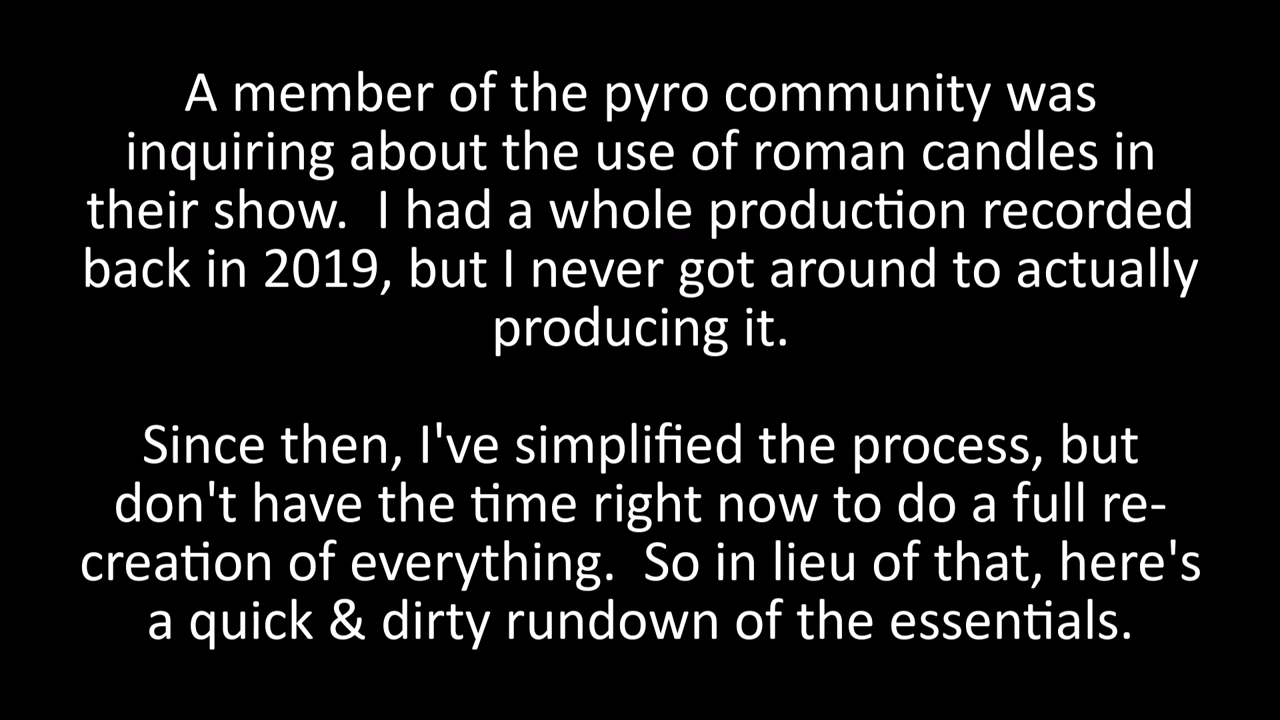 A member of the pyro community was
inquiring about the use of roman candles in
their show.  I had a whole production recorded
back in 2019, but I never got around to actually
producing it.

Since then, I've simplified the process, but
don't have the time right now to do a full re-
creation of everything.  So in lieu of that, here's
a quick & dirty rundown of the essentials.